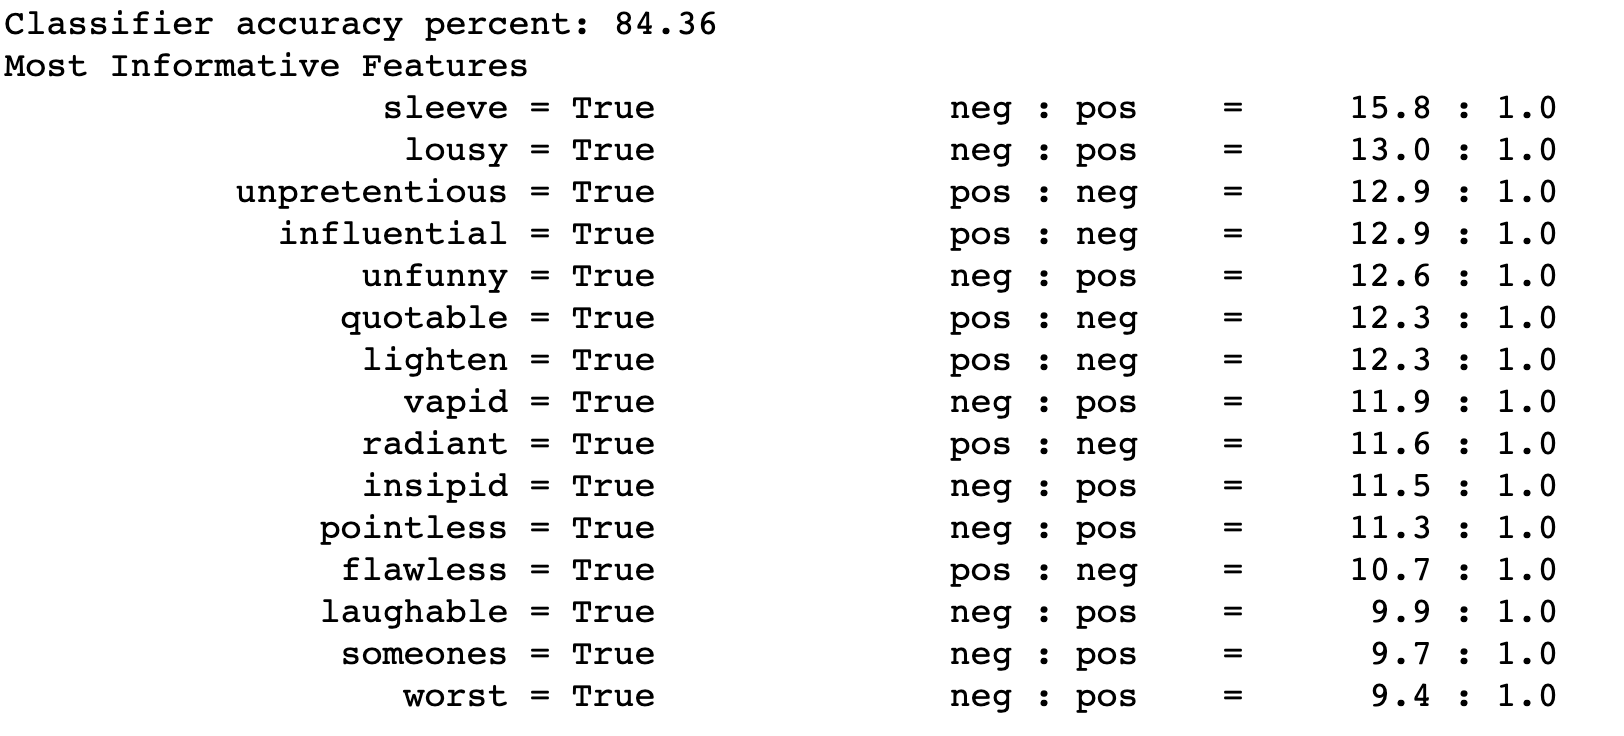 Classifier accuracy percent: 84.36
Most Informative Features
sleeve = True neg : pos = 15.8 : 1.0
lousy = True neg : pos = 13.0 : 1.0
unpretentious = True pos : neg = 12.9 : 1.0
influential = True pos : neg = 12.9 : 1.0
unfunny = True neg : pos = 12.6 : 1.0
quotable = True pos : neg = 12.3 : 1.0
lighten = True pos : neg = 12.3 : 1.0
vapid = True neg : pos = 11.9 : 1.0
radiant = True pos : neg = 11.6 : 1.0
insipid = True neg : pos = 11.5 : 1.0
pointless = True neg : pos = 11.3 : 1.0
flawless = True pos : neg = 10.7 : 1.0
laughable = True neg : pos = 9.9 : 1.0
someones = True neg : pos = 9.7 : 1.0
worst = True neg : pos = 9.4 : 1.0